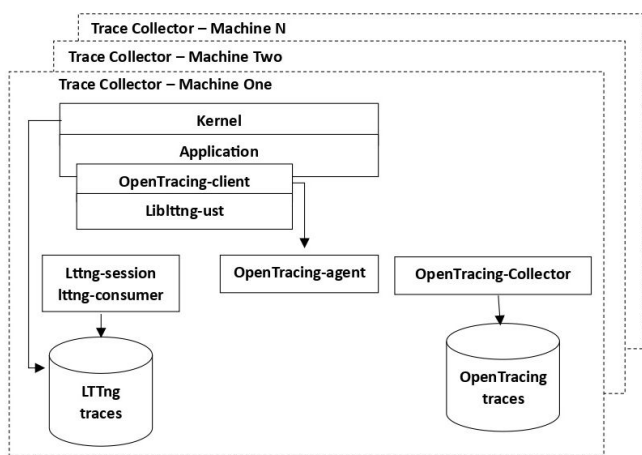 Trace Collector – Machine N
Trace Collector – Machine Two
Trace Collector – Machine One
Kernel
Application
OpenTracing-client
Liblttng-ust
Lttng-session
lttng-consumer
OpenTracing-agent
OpenTracing-Collector
LTTng
traces
OpenTracing
traces